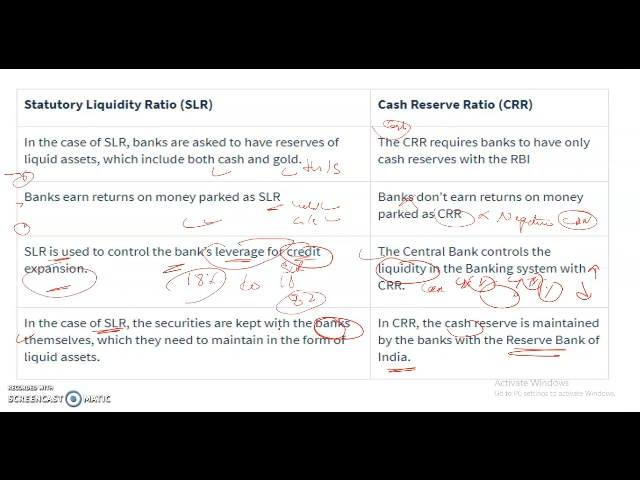 Statutory Liquidity Ratio (SLR)
Cash Reserve Ratio (CRR)
In the case of SLR, banks are asked to have reserves of
liquid assets, which include both cash and gold.
The CRR requires banks to have only
cash reserves with the RBI
Banks earn returns on money parked as SLR
Banks don't earn returns on money
parked as CRR
SLR is used to control the bank's leverage for credit
expansion.
18%
82
The Central Bank controls the
liquidity in the Banking system with
CRR.
In the case of SLR, the securities are kept with the banks
themselves, which they need to maintain in the form of
liquid assets.
In CRR, the cash reserve is maintained
by the banks with the Reserve Bank of
India.
Activate Windows
Go to PC settings to activate Windows.
RECORDED WITH
SCREENCAST MATIC